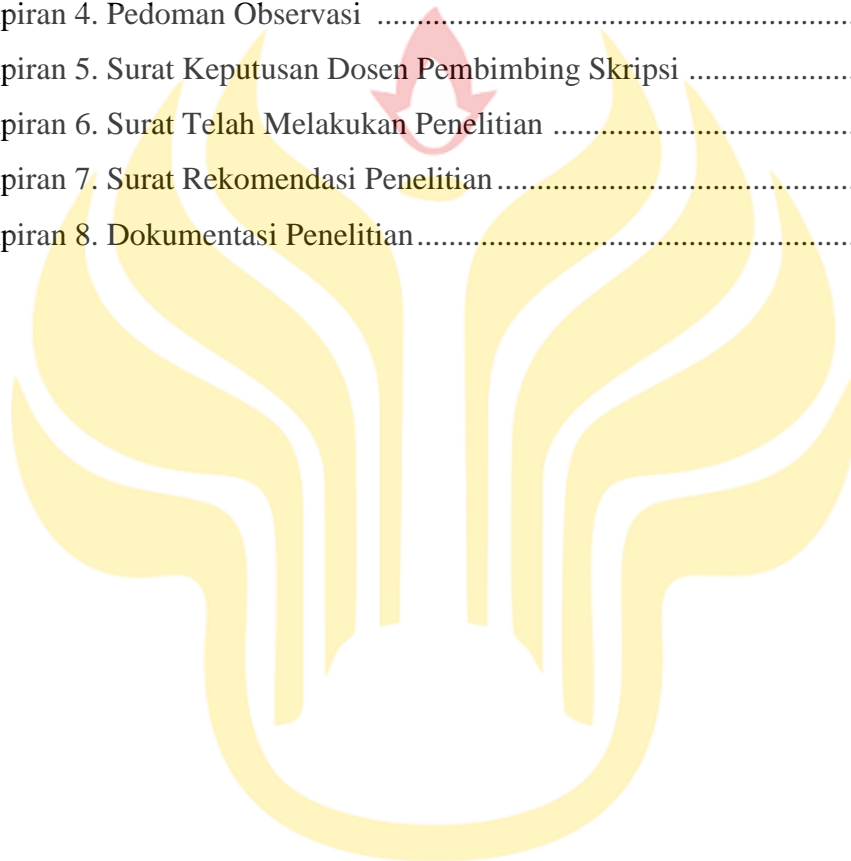 piran 4. Pedoman Observasi ........................................................................
piran 5. Surat Keputusan Dosen Pembimbing Skripsi .........................
piran 6. Surat Telah Melakukan Penelitian ..............................................
piran 7. Surat Rekomendasi Penelitian .......................................................
piran 8. Dokumentasi Penelitian ...................................................................